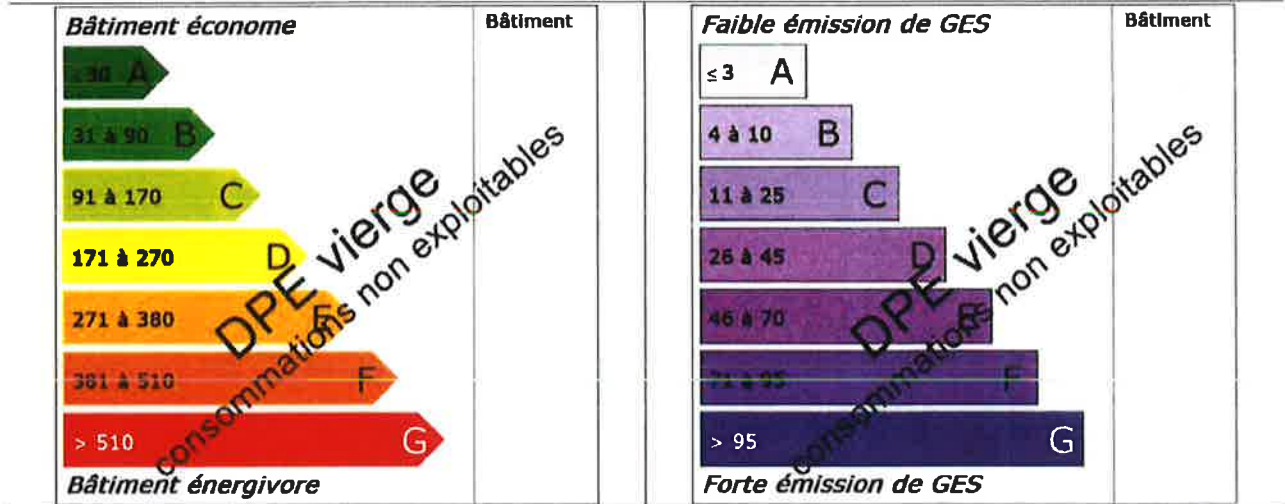 Bâtiment économe
Bâtiment
≤ 30 A
31 à 90 B
91 à 170 C
171 à 270 D
271 à 380 E
381 à 510 F
> 510 G
Bâtiment énergivore
DPE vierge
consommations non exploitables
Faible émission de GES
Bâtiment
≤ 3 A
4 à 10 B
11 à 25 C
26 à 45 D
46 à 70 E
71 à 95 F
> 95 G
Forte émission de GES
DPE vierge
consommations non exploitables